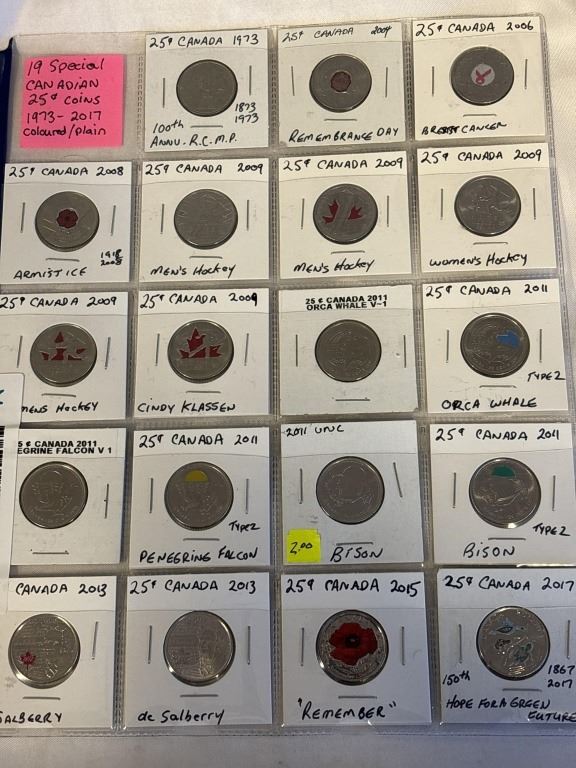 19 Special
CANADIAN
25¢ coins
1973-2017
coloured/plain
25¢ CANADA 1973
1873
1973
100th
ANNU. R.C.M.P.
25¢ CANADA 2004
REMEMBRANCE DAY
25¢ CANADA 2006
BREAST CANCER
25¢ CANADA 2008
1918
2008
ARMISTICE
25¢ CANADA 2009
MEN'S HOCKEY
25¢ CANADA 2009
MEN'S HOCKEY
25¢ CANADA 2009
WOMEN'S HOCKEY
25¢ CANADA 2009
MENS HOCKEY
25¢ CANADA 2009
CINDY KLASSEN
25 ¢ CANADA 2011
ORCA WHALE V-1
25¢ CANADA 2011
TYPE 2
ORCA WHALE
5 ¢ CANADA 2011
EGRINE FALCON V 1
25¢ CANADA 2011
TYPE 2
PENEGRINE FALCON
2011 UNC
2.00
BISON
25¢ CANADA 2011
TYPE 2
BISON
CANADA 2013
SALBERRY
25¢ CANADA 2013
de Salberry
25¢ CANADA 2015
"REMEMBER"
25¢ CANADA 2017
150th
1867
2017
HOPE FOR A GREEN
FUTURE